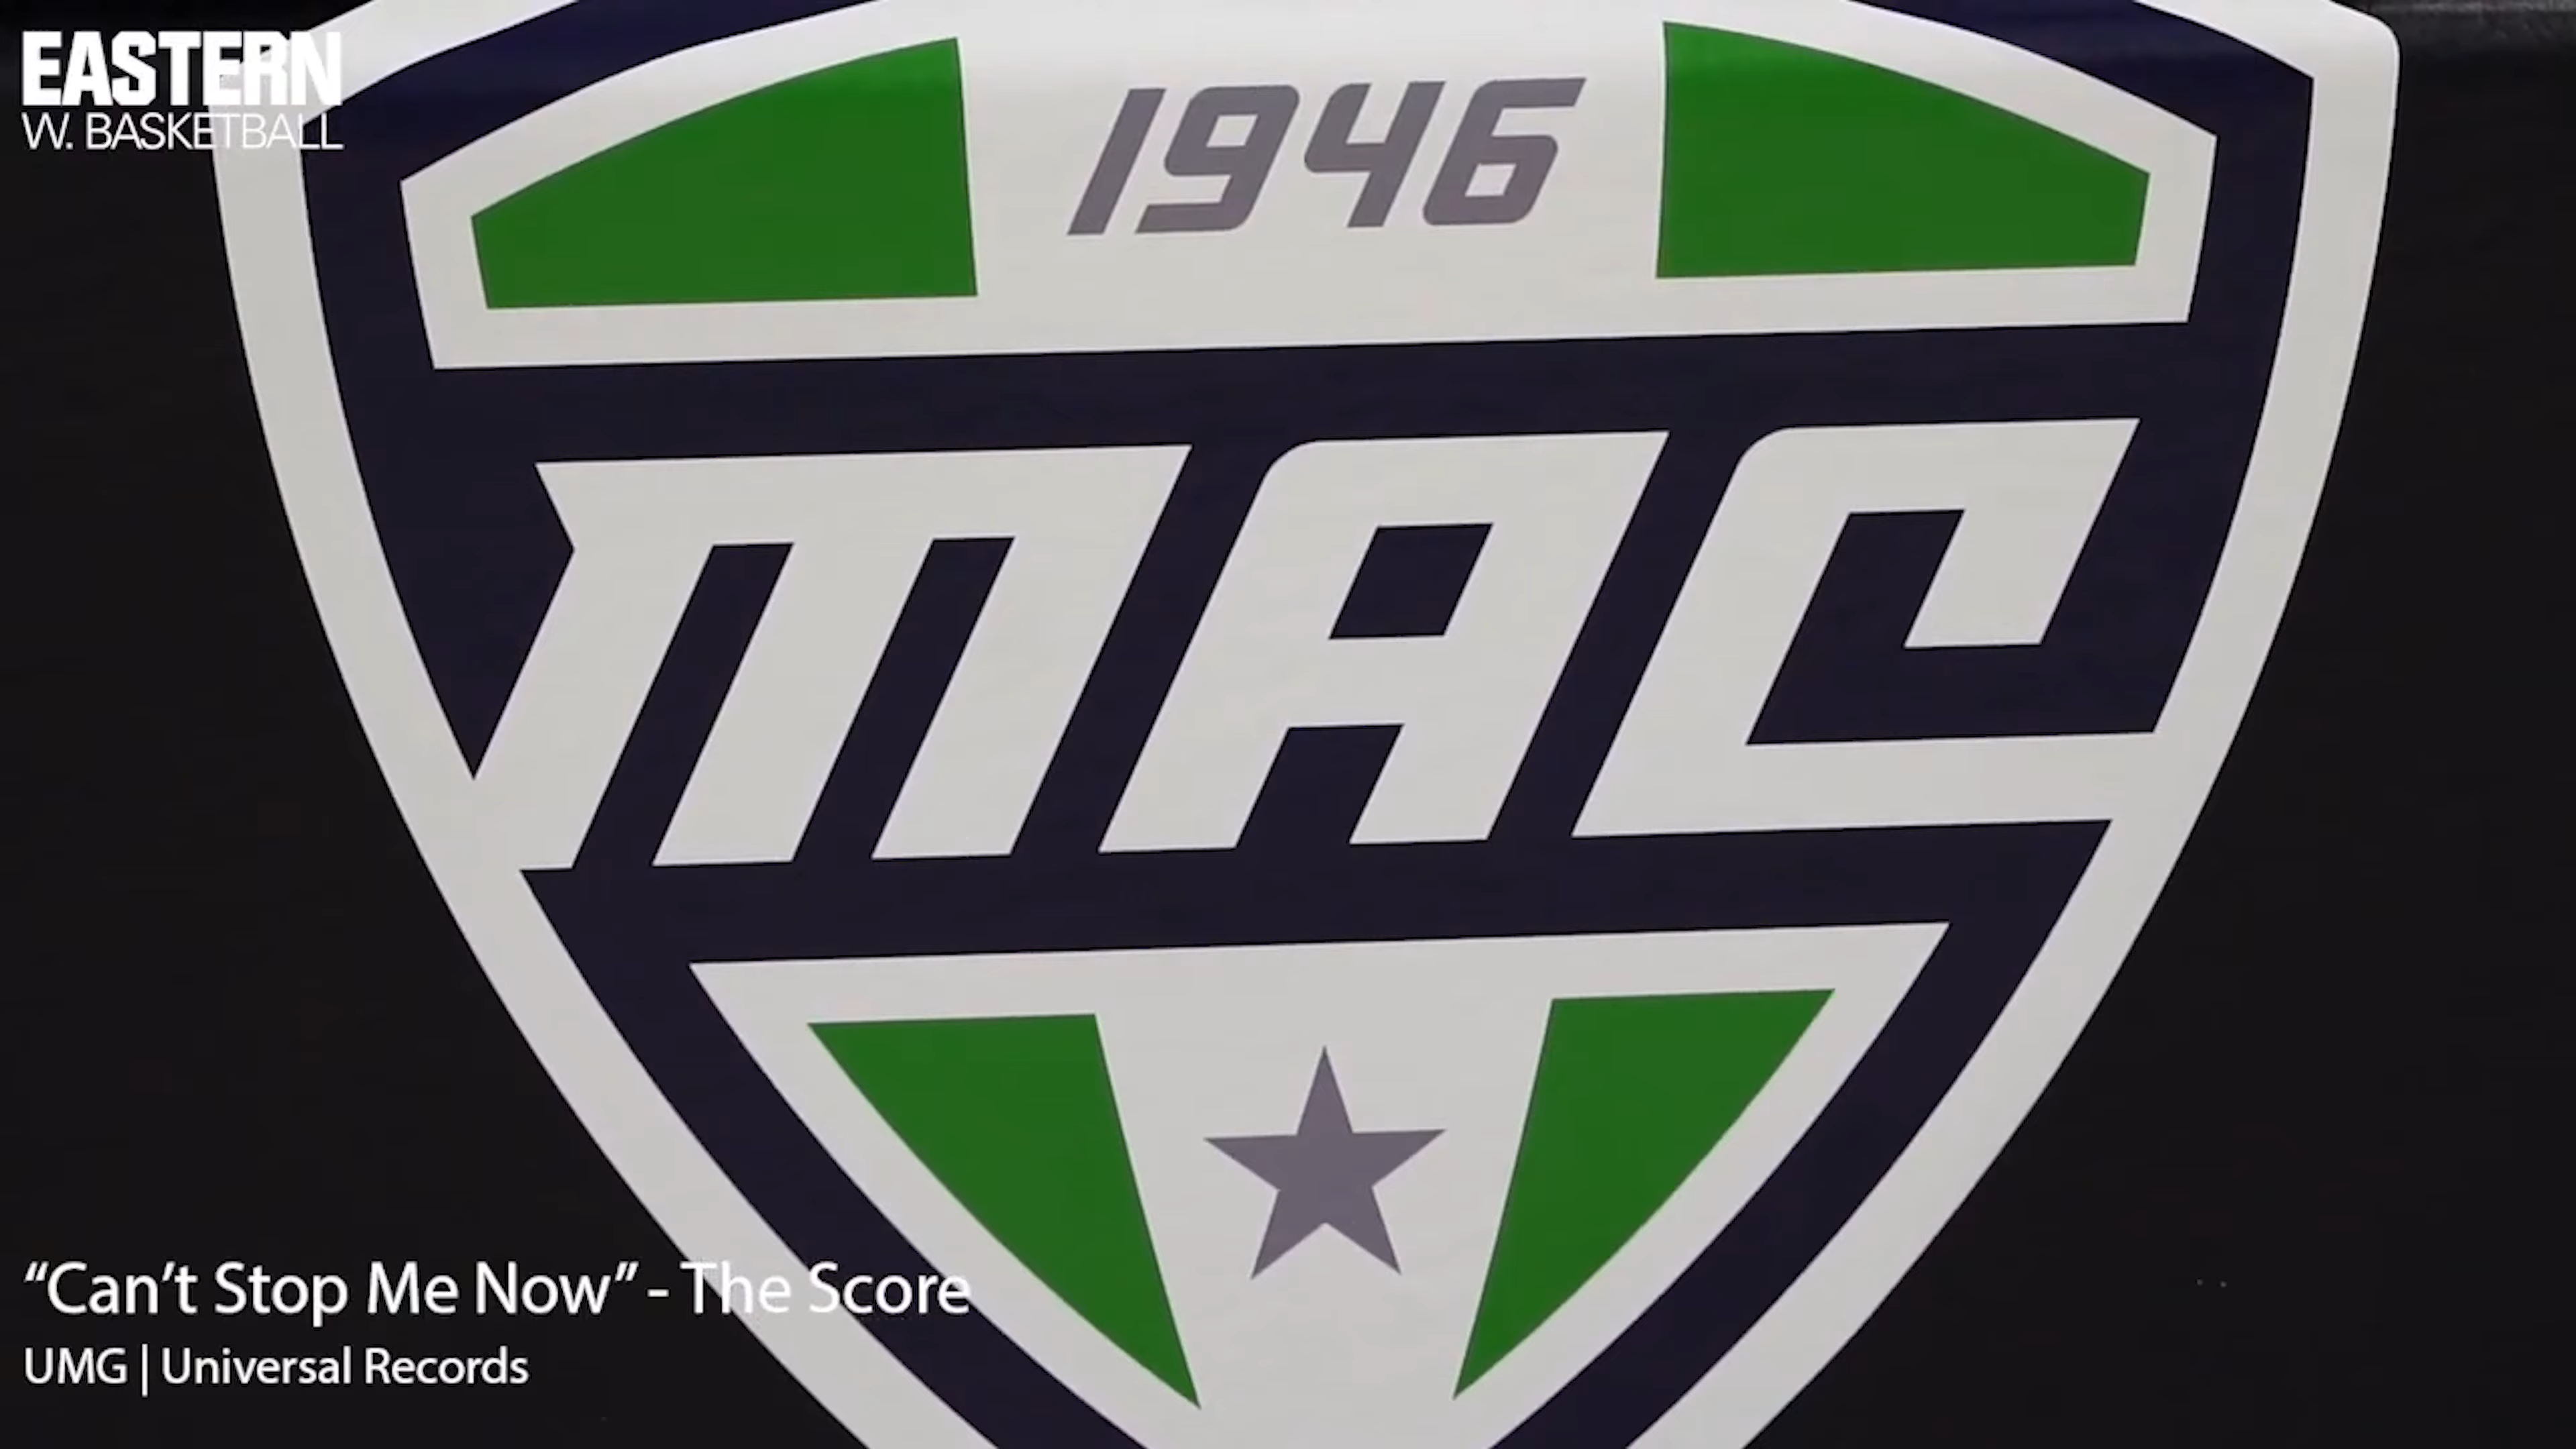 EASTERN
W. BASKETBALL
1946
MAC
“Can’t Stop Me Now” - The Score
UMG | Universal Records